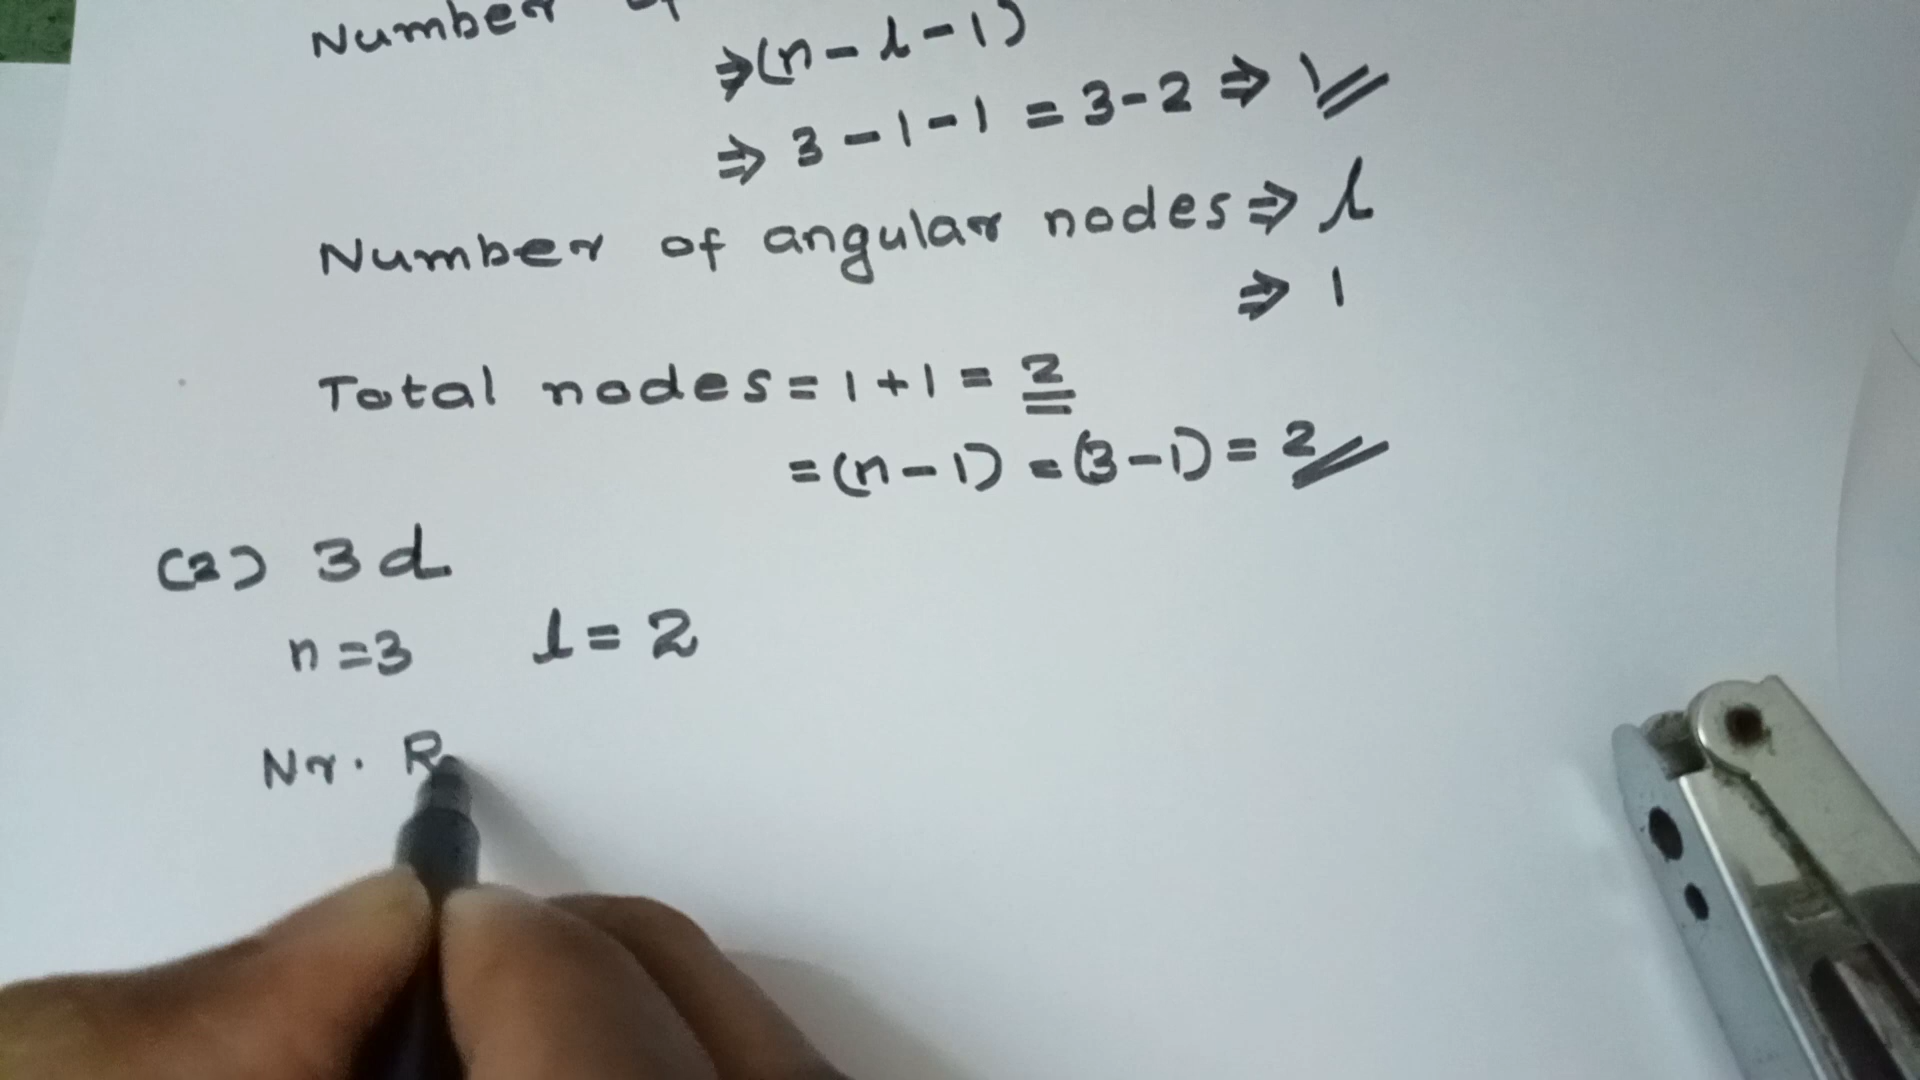 Number of
⇒(n-l-1)
⇒ 3-1-1 = 3-2 ⇒ 1
Number of angular nodes ⇒ l
⇒ 1
Total nodes = 1+1 = 2
= (n-1) = (3-1) = 2
(2) 3d
n=3 l=2
Nr. R